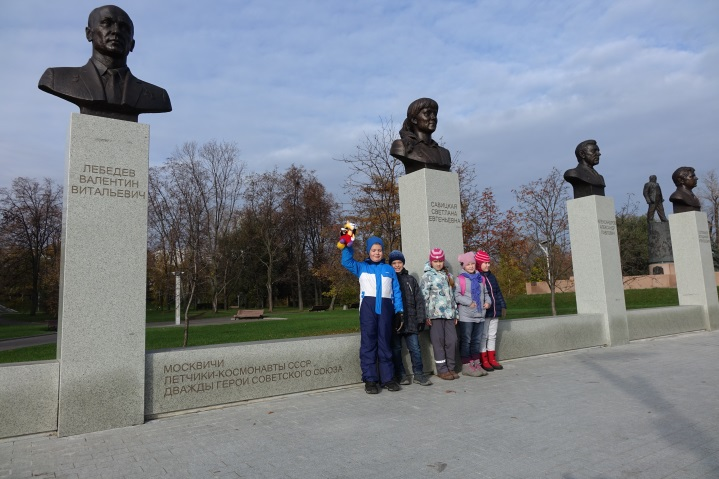 ЛЕБЕДЕВ
ВАЛЕНТИН
ВИТАЛЬЕВИЧ
САВИЦКАЯ
СВЕТЛАНА
ЕВГЕНЬЕВНА
МОСКВИЧИ
ЛЕТЧИКИ-КОСМОНАВТЫ СССР
ДВАЖДЫ ГЕРОИ СОВЕТСКОГО СОЮЗА